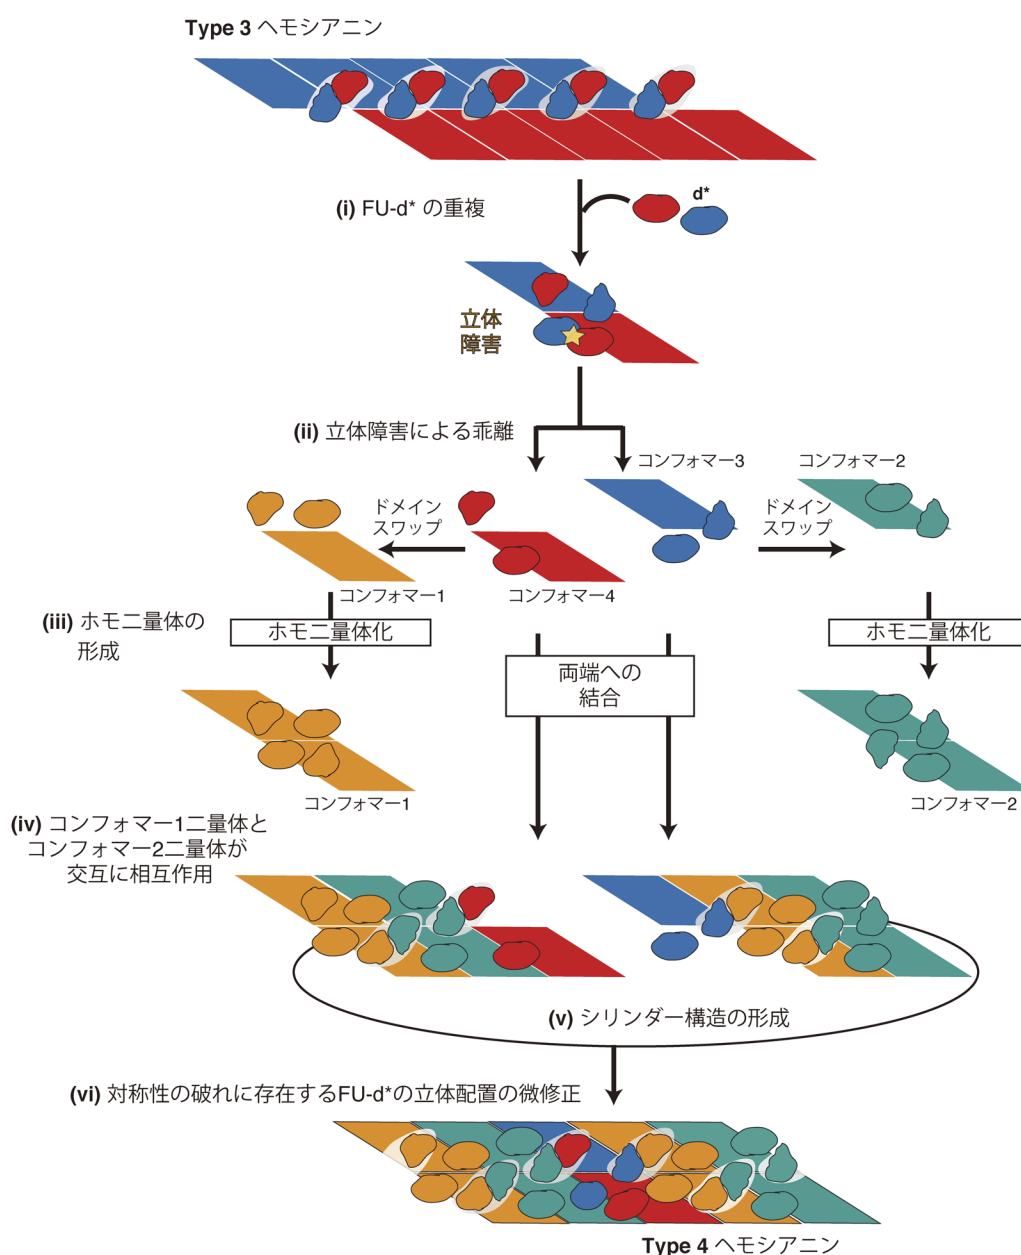 Type 3 ヘモシアニン
(i) FU-d* の重複
d*
立体
障害
(ii) 立体障害による乖離
コンフォマー3
コンフォマー2
ドメイン
スワップ
ドメイン
スワップ
コンフォマー1
コンフォマー4
(iii) ホモ二量体の
形成
ホモ二量体化
ホモ二量体化
両端への
結合
コンフォマー1
コンフォマー2
(iv) コンフォマー1二量体と
コンフォマー2二量体が
交互に相互作用
(v) シリンダー構造の形成
(vi) 対称性の破れに存在するFU-d*の立体配置の微修正
Type 4 ヘモシアニン